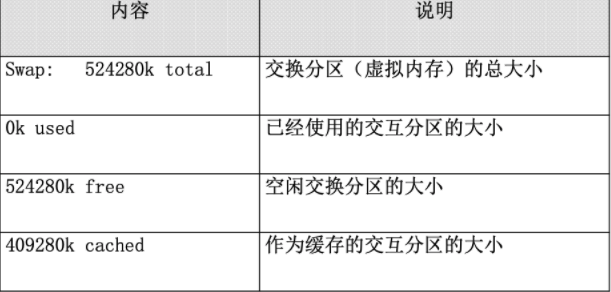 内容 说明
Swap: 524280k total 交换分区（虚拟内存）的总大小
0k used 已经使用的交互分区的大小
524280k free 空闲交换分区的大小
409280k cached 作为缓存的交互分区的大小